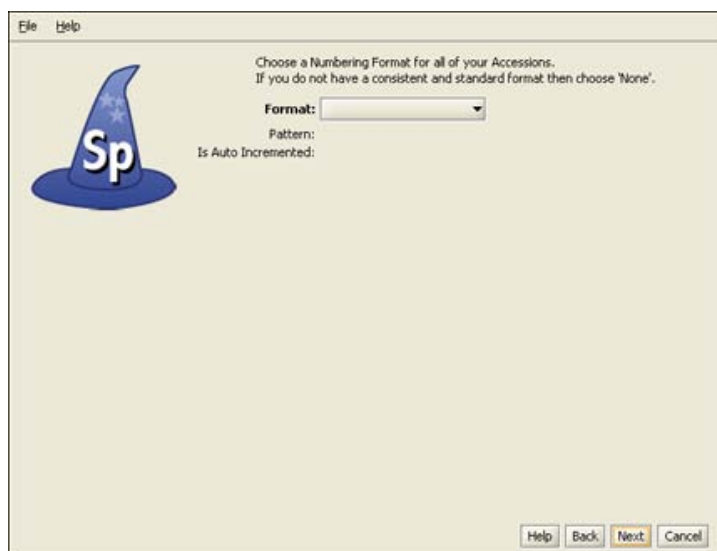 File Help
Choose a Numbering Format for all of your Accessions.
If you do not have a consistent and standard format then choose 'None'.
Format:
Pattern:
Is Auto Incremented:
Sp
Help Back Next Cancel